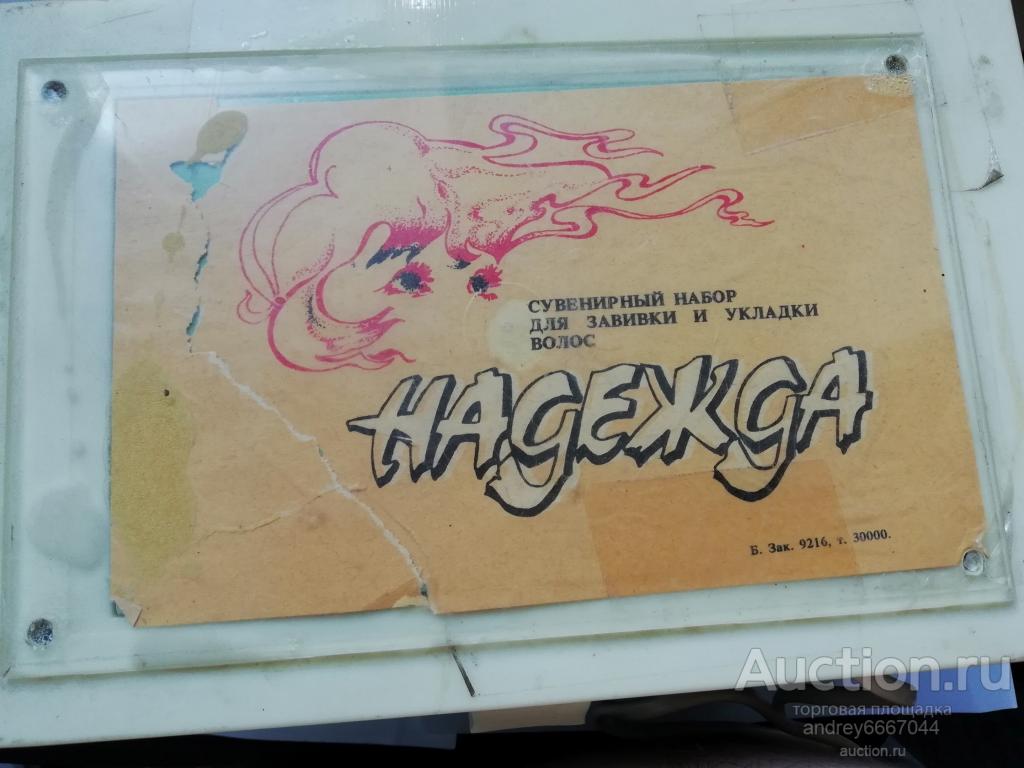 СУВЕНИРНЫЙ НАБОР
ДЛЯ ЗАВИВКИ И УКЛАДКИ
ВОЛОС
НАДЕЖДА
Б. Зак. 9216, т. 30000.
Auction.ru
торговая площадка
andrey6667044
auction.ru